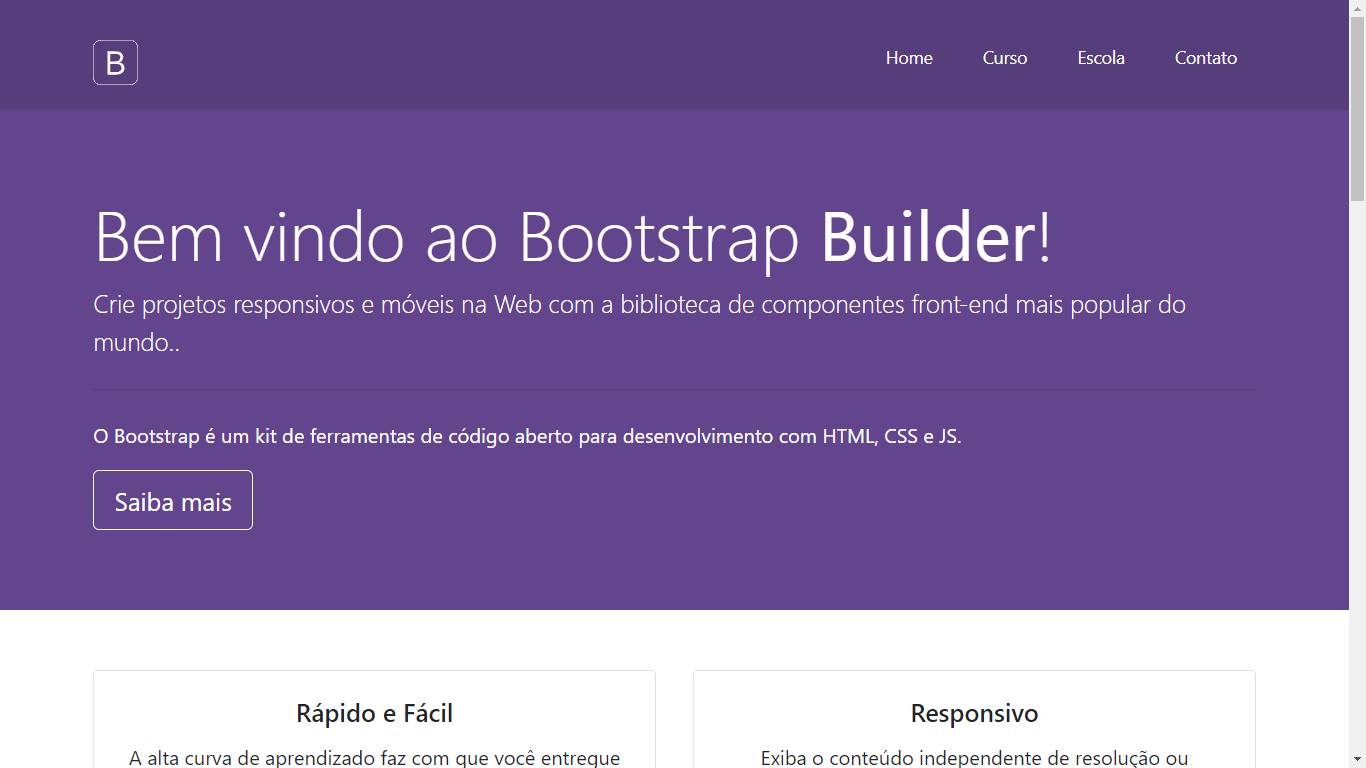 B
Home Curso Escola Contato
Bem vindo ao Bootstrap Builder!
Crie projetos responsivos e móveis na Web com a biblioteca de componentes front-end mais popular do
mundo..
O Bootstrap é um kit de ferramentas de código aberto para desenvolvimento com HTML, CSS e JS.
Saiba mais
Rápido e Fácil
A alta curva de aprendizado faz com que você entregue
Responsivo
Exiba o conteúdo independente de resolução ou